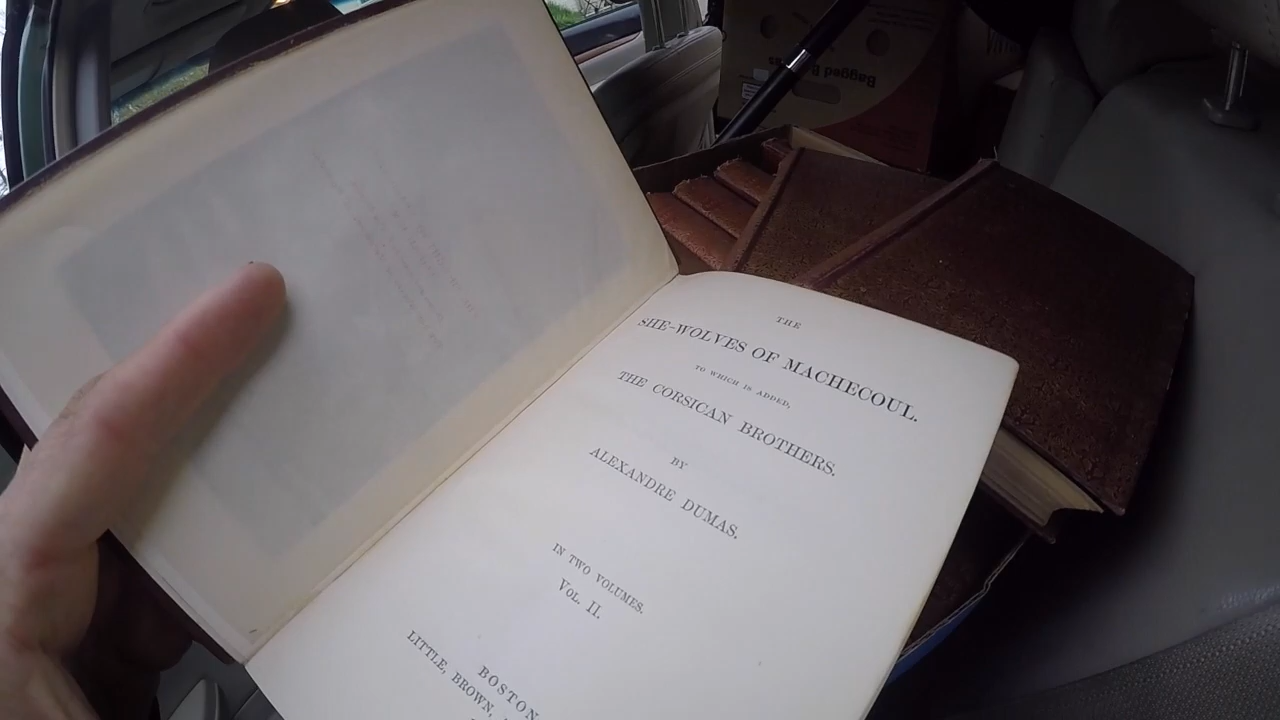 THE
SHE-WOLVES OF MACHECOUL.
TO WHICH IS ADDED,
THE CORSICAN BROTHERS.
BY
ALEXANDRE DUMAS.
IN TWO VOLUMES.
VOL. II.
BOSTON
LITTLE, BROWN,
Bagged